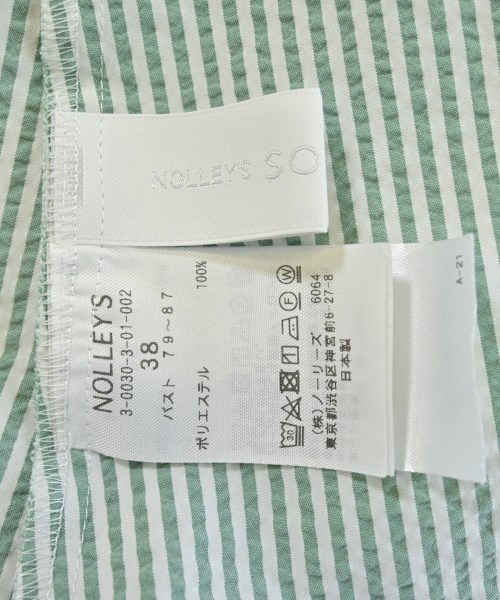 NOLLEY'S SO
NOLLEY'S
3-0030-3-01-002
38
バスト 79～87
ポリエステル 100%
30 F W
(株)ノーリーズ 6064
東京都渋谷区神宮前6-27-8
日本製
A-21